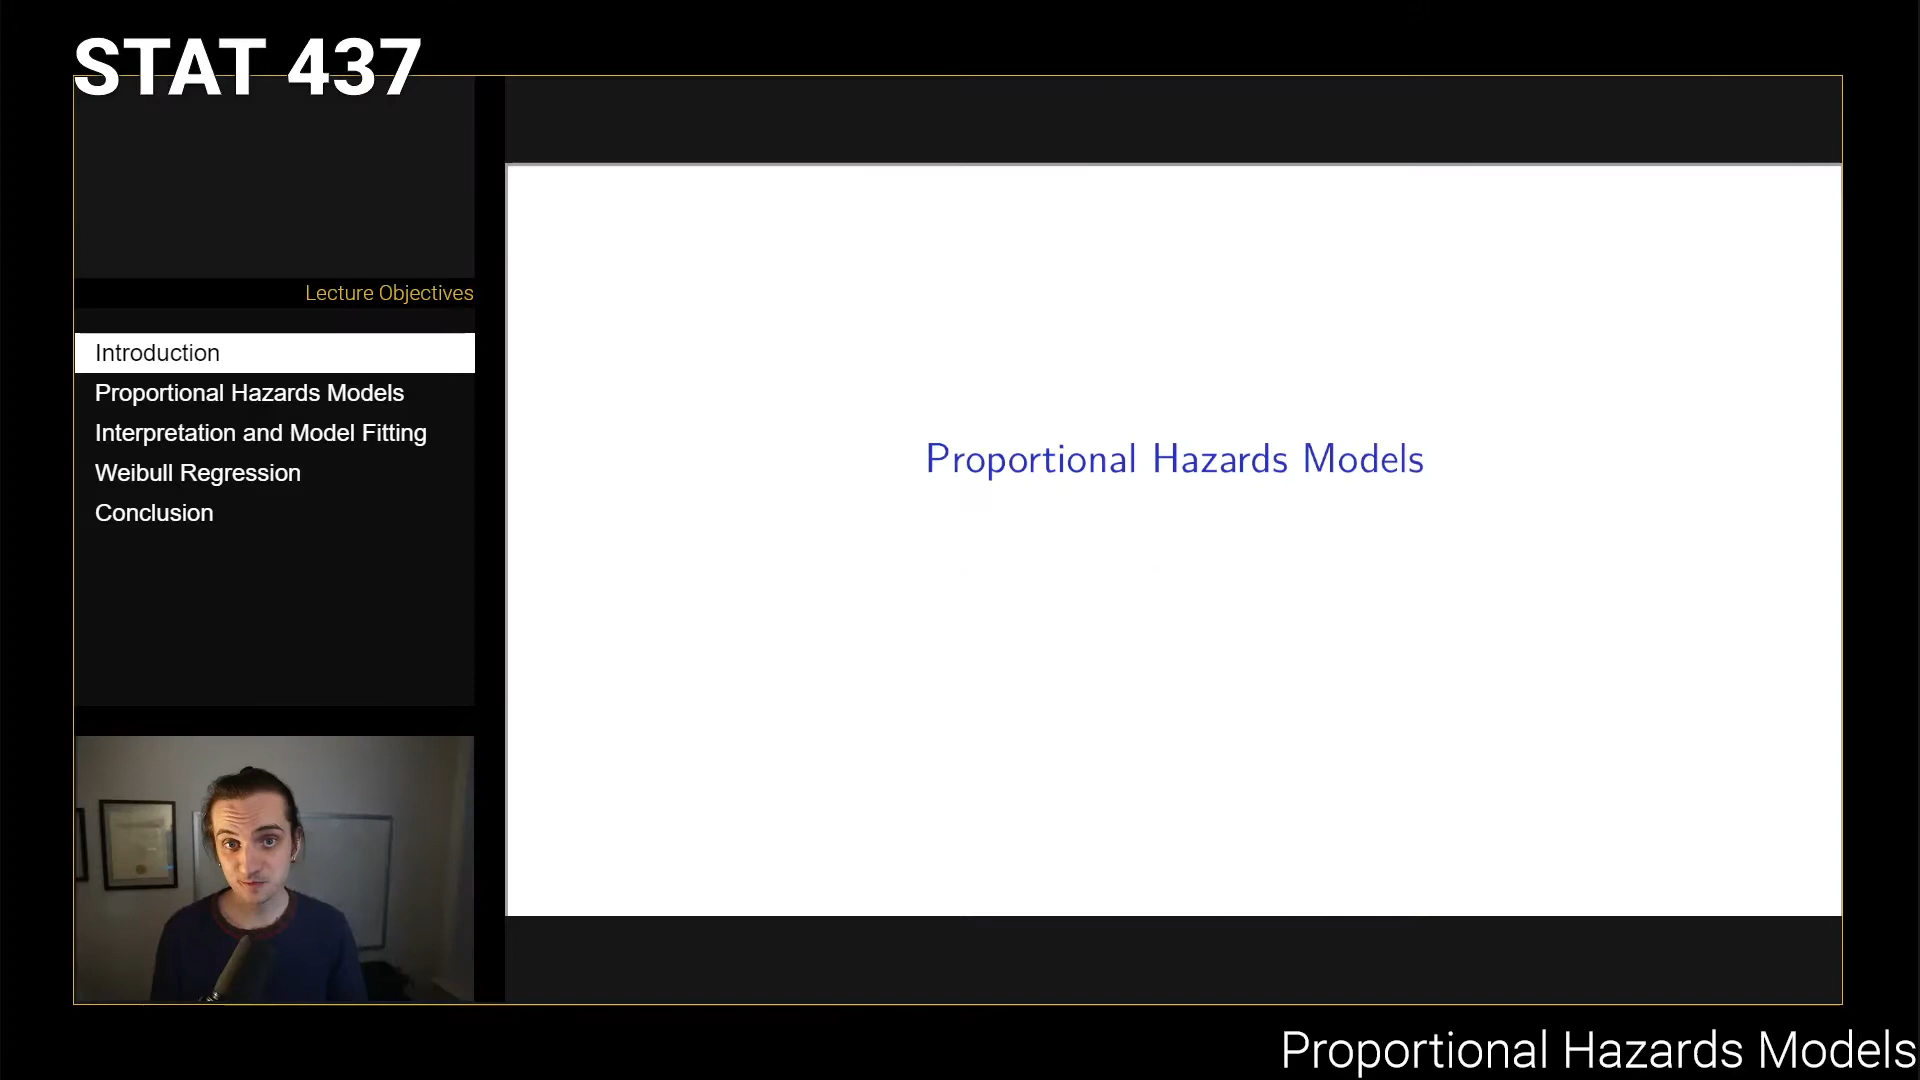 STAT 437
Lecture Objectives
Introduction
Proportional Hazards Models
Interpretation and Model Fitting
Weibull Regression
Conclusion
Proportional Hazards Models
Proportional Hazards Models